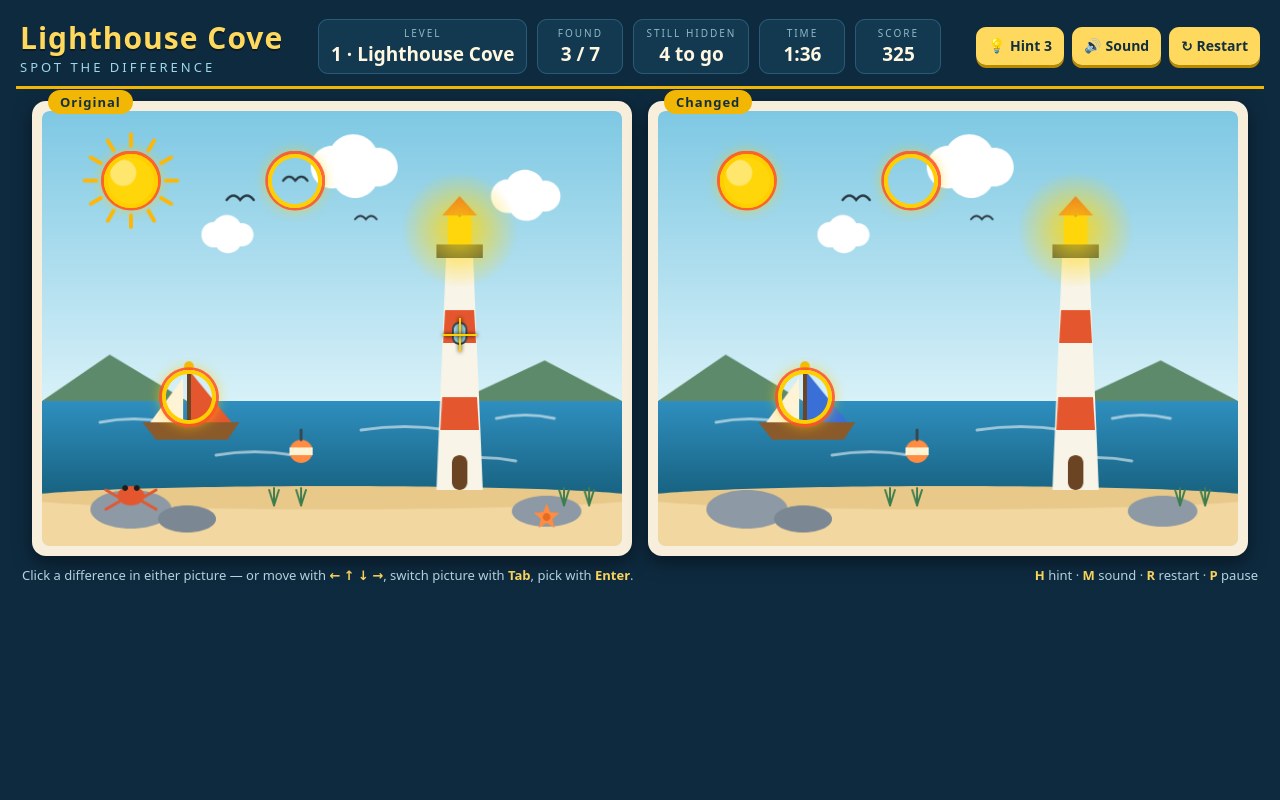 Lighthouse Cove
SPOT THE DIFFERENCE
LEVEL
1 · Lighthouse Cove
FOUND
3 / 7
STILL HIDDEN
4 to go
TIME
1:36
SCORE
325
💡 Hint 3
🔊 Sound
↻ Restart
Original
Changed
Click a difference in either picture — or move with ← ↑ ↓ →, switch picture with Tab, pick with Enter.
H hint · M sound · R restart · P pause